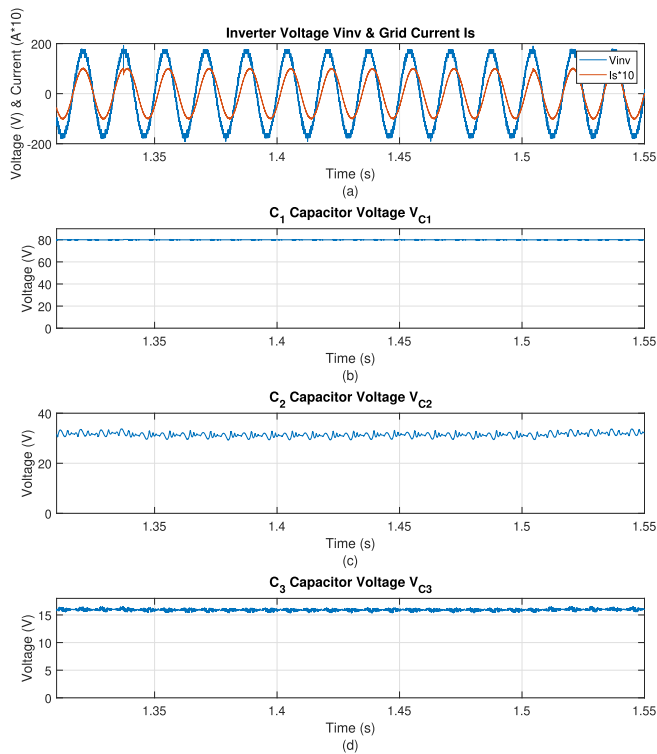 (a)
Inverter Voltage Vinv & Grid Current Is
Voltage (V) & Current (A*10)
200
0
-200
Vinv
Is*10
1.35
1.4
1.45
1.5
1.55
Time (s)
(a)
C1 Capacitor Voltage VC1
Voltage (V)
80
60
40
20
0
1.35
1.4
1.45
1.5
1.55
Time (s)
(b)
C2 Capacitor Voltage VC2
Voltage (V)
40
20
0
1.35
1.4
1.45
1.5
1.55
Time (s)
(c)
C3 Capacitor Voltage VC3
Voltage (V)
15
10
5
0
1.35
1.4
1.45
1.5
1.55
Time (s)
(d)